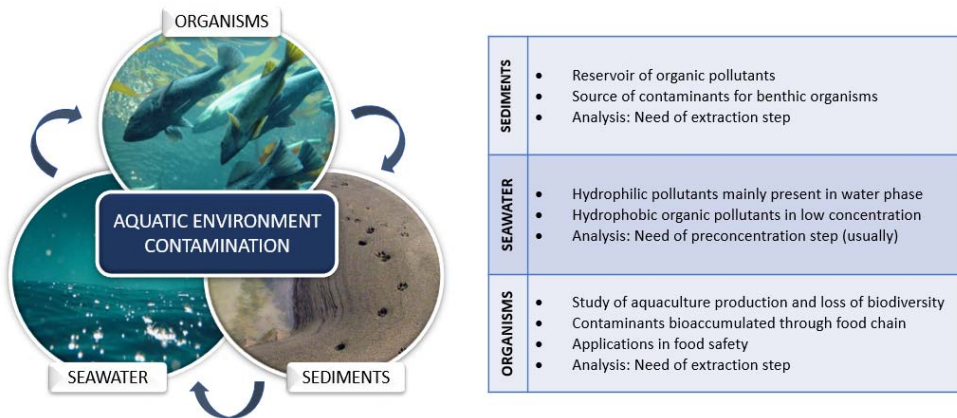 ORGANISMS
AQUATIC ENVIRONMENT
CONTAMINATION
SEAWATER
SEDIMENTS
SEDIMENTS
• Reservoir of organic pollutants
• Source of contaminants for benthic organisms
• Analysis: Need of extraction step
SEAWATER
• Hydrophilic pollutants mainly present in water phase
• Hydrophobic organic pollutants in low concentration
• Analysis: Need of preconcentration step (usually)
ORGANISMS
• Study of aquaculture production and loss of biodiversity
• Contaminants bioaccumulated through food chain
• Applications in food safety
• Analysis: Need of extraction step